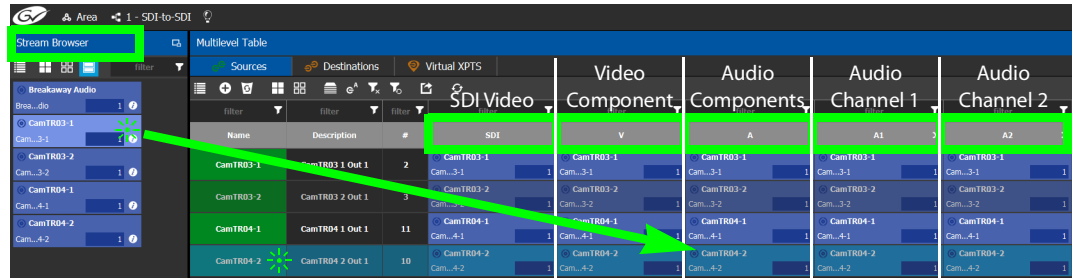 GV Area 1 - SDI-to-SDI
Stream Browser
filter
Breakaway Audio
Brea...dio 1
CamTR03-1
Cam...3-1 1
CamTR03-2
Cam...3-2 1
CamTR04-1
Cam...4-1 1
CamTR04-2
Cam...4-2 1
Multilevel Table
Sources Destinations Virtual XPTS
SDI Video
Video
Component
Audio
Components
Audio
Channel 1
Audio
Channel 2
filter filter filter filter filter filter filter filter
Name Description # SDI V A A1 A2
CamTR03-1 CamTR03 1 Out 1 2 CamTR03-1 CamTR03-1 CamTR03-1 CamTR03-1 CamTR03-1
Cam...3-1 1 Cam...3-1 1 Cam...3-1 1 Cam...3-1 1 Cam...3-1 1
CamTR03-2 CamTR03 2 Out 1 3 CamTR03-2 CamTR03-2 CamTR03-2 CamTR03-2 CamTR03-2
Cam...3-2 1 Cam...3-2 1 Cam...3-2 1 Cam...3-2 1 Cam...3-2 1
CamTR04-1 CamTR04 1 Out 1 11 CamTR04-1 CamTR04-1 CamTR04-1 CamTR04-1 CamTR04-1
Cam...4-1 1 Cam...4-1 1 Cam...4-1 1 Cam...4-1 1 Cam...4-1 1
CamTR04-2 CamTR04 2 Out 1 10 CamTR04-2 CamTR04-2 CamTR04-2 CamTR04-2 CamTR04-2
Cam...4-2 1 Cam...4-2 1 Cam...4-2 1 Cam...4-2 1 Cam...4-2 1